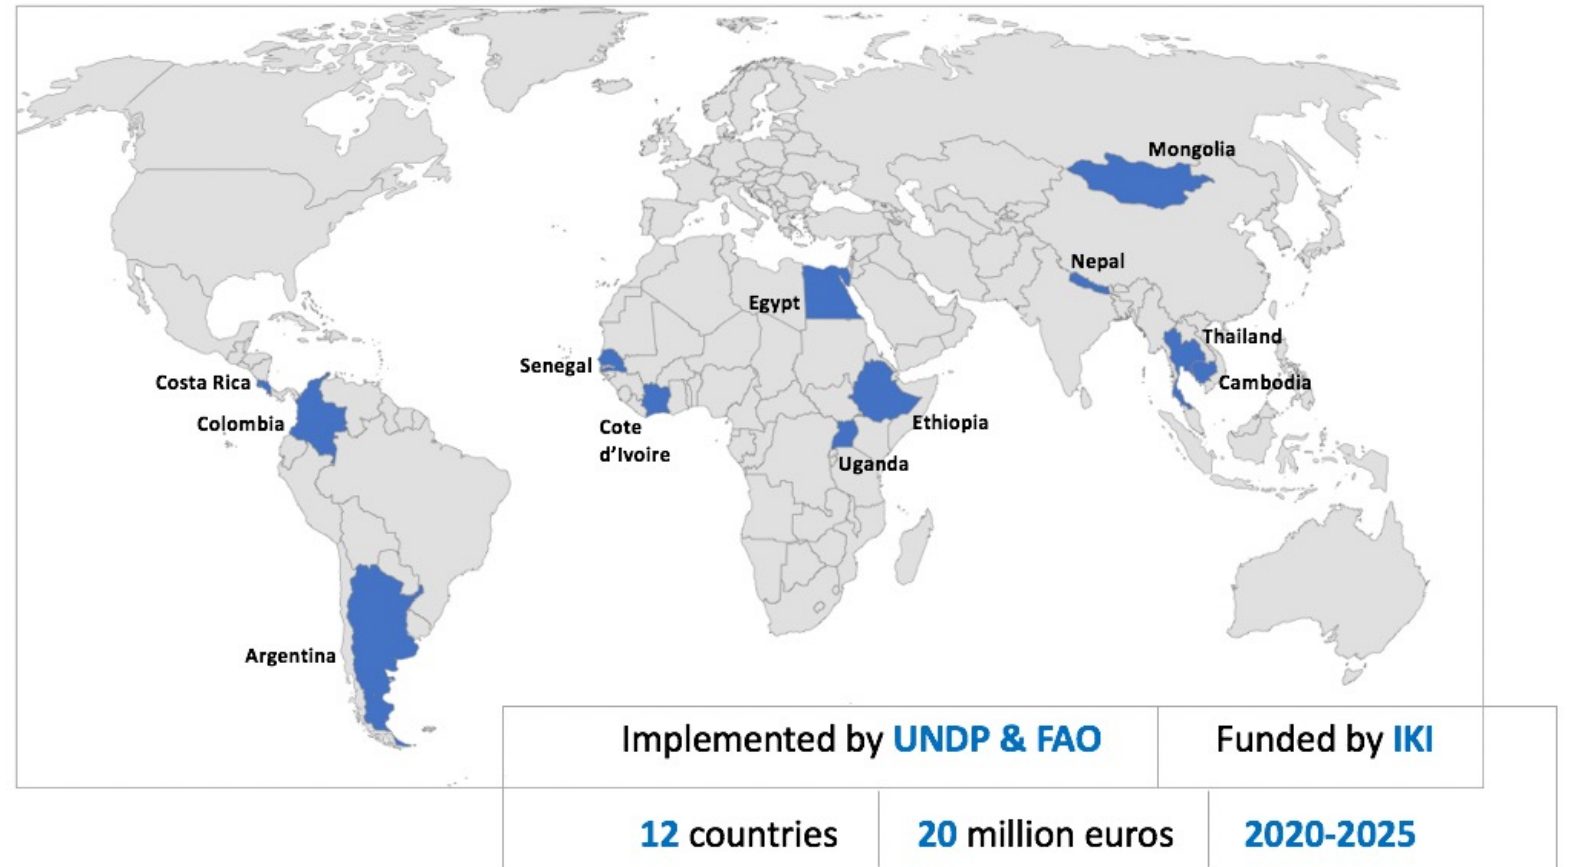 Mongolia
Nepal
Egypt
Thailand
Senegal
Costa Rica
Cambodia
Colombia
Ethiopia
Cote
d’Ivoire
Uganda
Argentina
Implemented by UNDP & FAO
Funded by IKI
12 countries
20 million euros
2020-2025